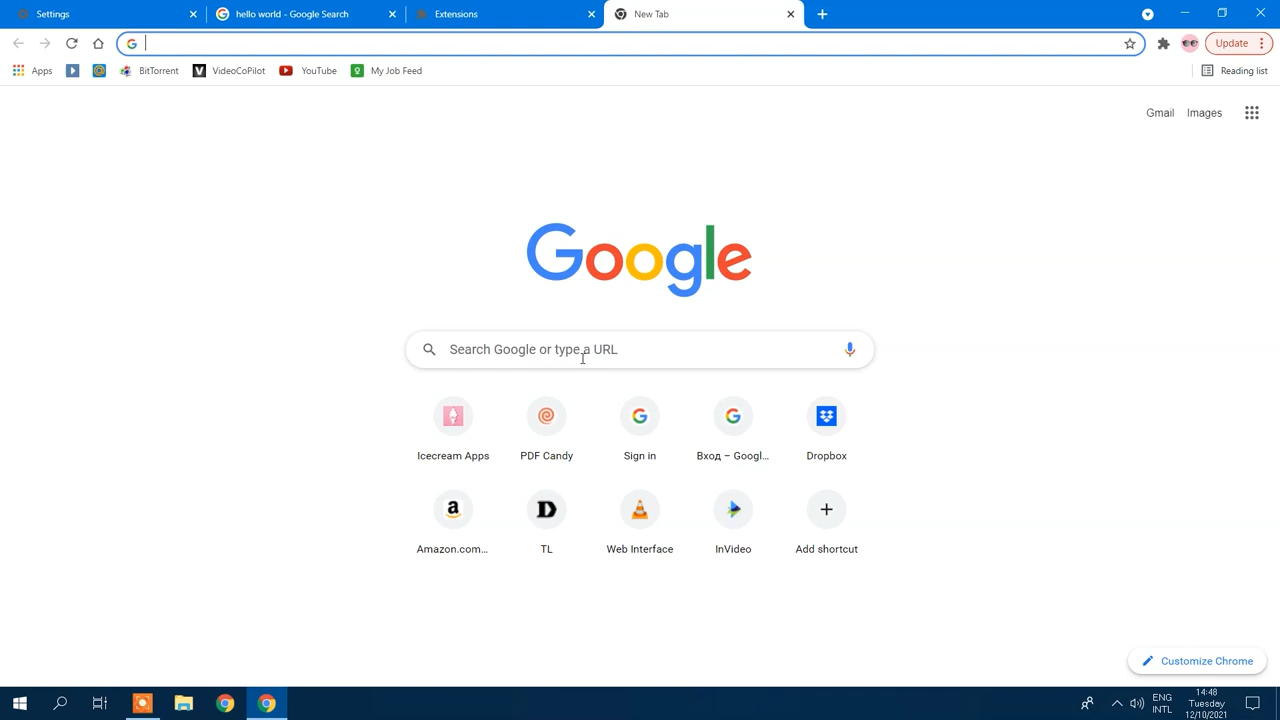 Settings
hello world - Google Search
Extensions
New Tab
Update
Apps
BitTorrent
VideoCoPilot
YouTube
My Job Feed
Reading list
Gmail
Images
Google
Search Google or type a URL
Icecream Apps
PDF Candy
Sign in
Вход – Googl...
Dropbox
Amazon.com...
TL
Web Interface
InVideo
Add shortcut
Customize Chrome
ENG
INTL
14:48
Tuesday
12/10/2021